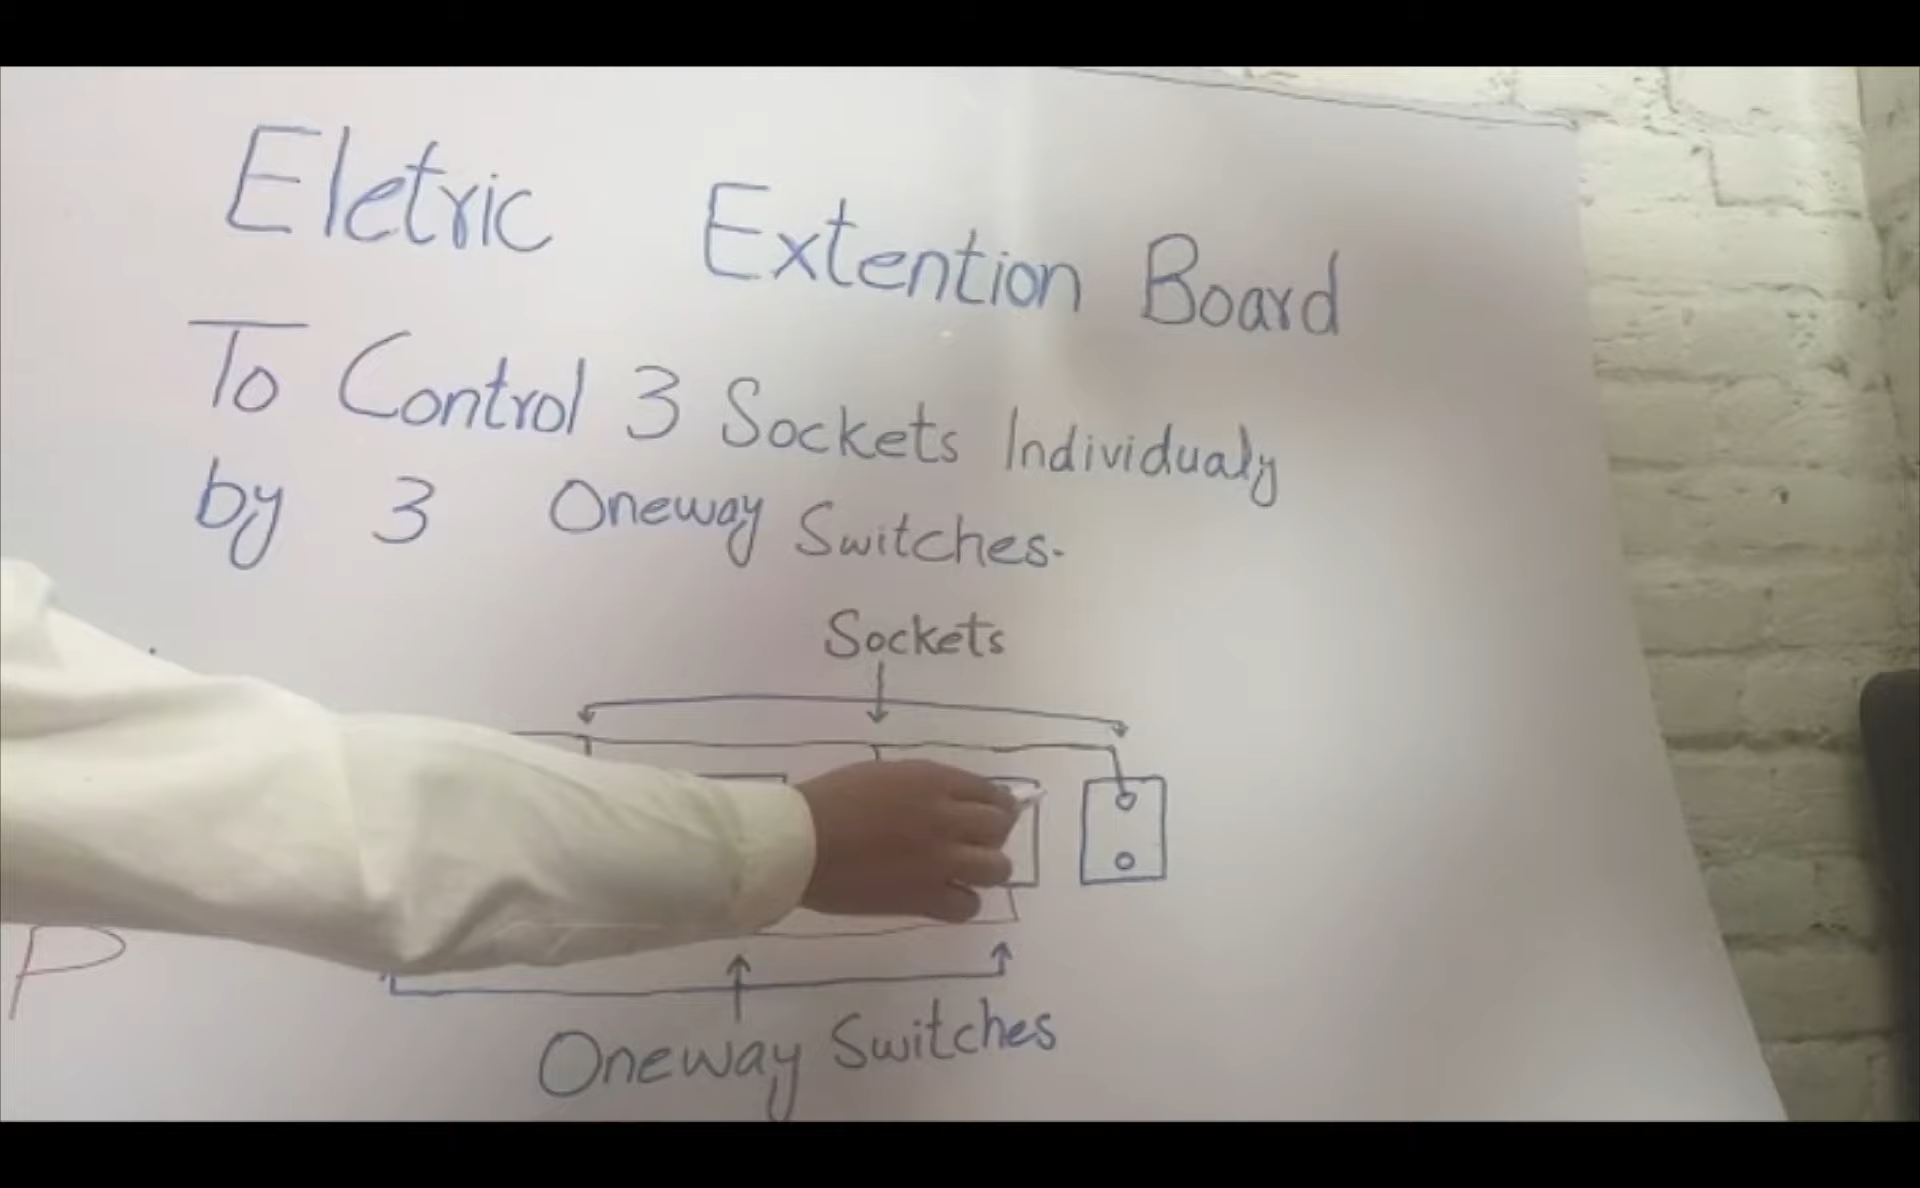 Eletric Extention Board
To Control 3 Sockets Individualy
by 3 Oneway Switches.
Sockets
P
Oneway Switches